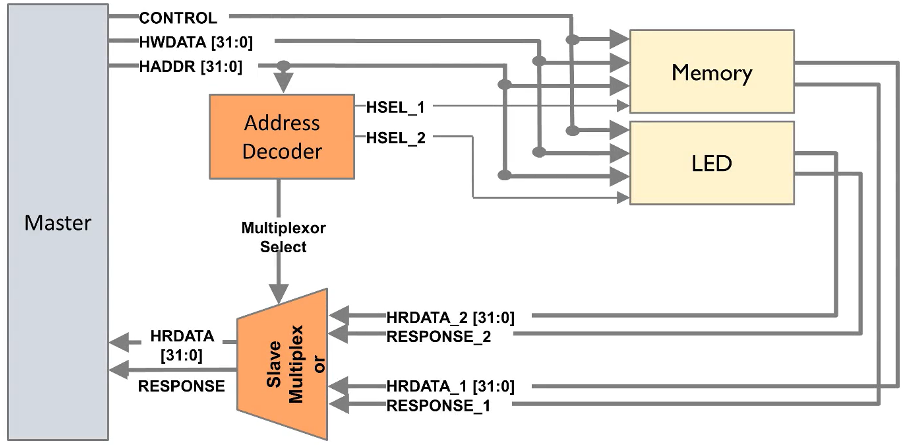 CONTROL
HWDATA [31:0]
HADDR [31:0]
Memory
Address
Decoder
HSEL_1
HSEL_2
LED
Master
Multiplexor
Select
HRDATA
[31:0]
RESPONSE
Slave
Multiplex
or
HRDATA_2 [31:0]
RESPONSE_2
HRDATA_1 [31:0]
RESPONSE_1